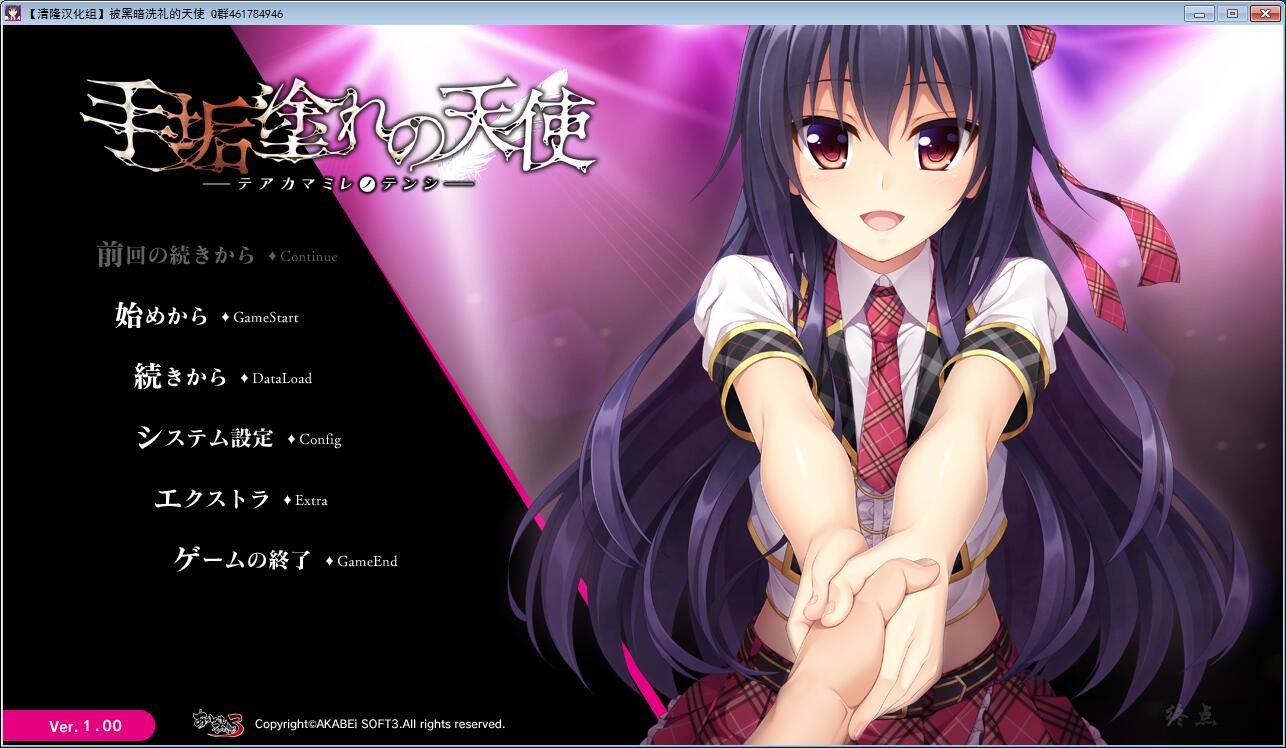 【清隆汉化组】被黑暗洗礼的天使 Q群461784946
手垢塗れの天使
テアカマミレノテンシ
前回の続きから ♦Continue
始めから ♦GameStart
続きから ♦DataLoad
システム設定 ♦Config
エクストラ ♦Extra
ゲームの終了 ♦GameEnd
Ver. 1.00
Copyright©AKABEi SOFT3.All rights reserved.
终点